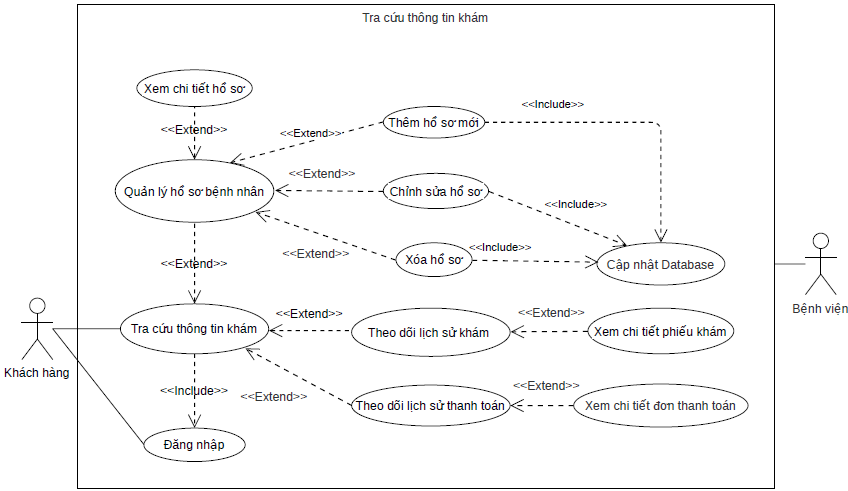 Tra cứu thông tin khám
Xem chi tiết hồ sơ
<<Include>>
Thêm hồ sơ mới
<<Extend>>
<<Extend>>
<<Extend>>
Quản lý hồ sơ bệnh nhân
Chỉnh sửa hồ sơ
<<Include>>
<<Include>>
<<Extend>>
Xóa hồ sơ
<<Extend>>
Cập nhật Database
Bệnh viện
<<Extend>>
<<Extend>>
Tra cứu thông tin khám
Theo dõi lịch sử khám
Xem chi tiết phiếu khám
Khách hàng
<<Include>>
<<Extend>>
<<Extend>>
Theo dõi lịch sử thanh toán
Xem chi tiết đơn thanh toán
Đăng nhập